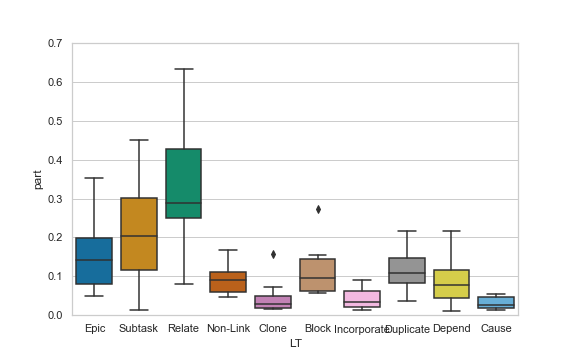 0.7
0.6
0.5
0.4
0.3
0.2
0.1
0.0
part
Epic Subtask Relate Non-Link Clone Block Incorporate Duplicate Depend Cause
LT